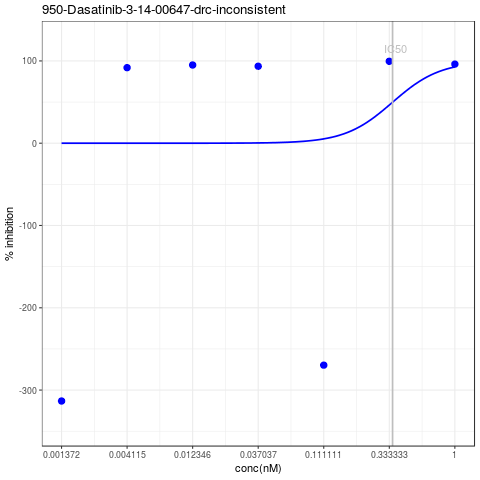 950-Dasatinib-3-14-00647-drc-inconsistent
IC50
100
0
-100
-200
-300
% inhibition
0.001372 0.004115 0.012346 0.037037 0.111111 0.333333 1
conc(nM)